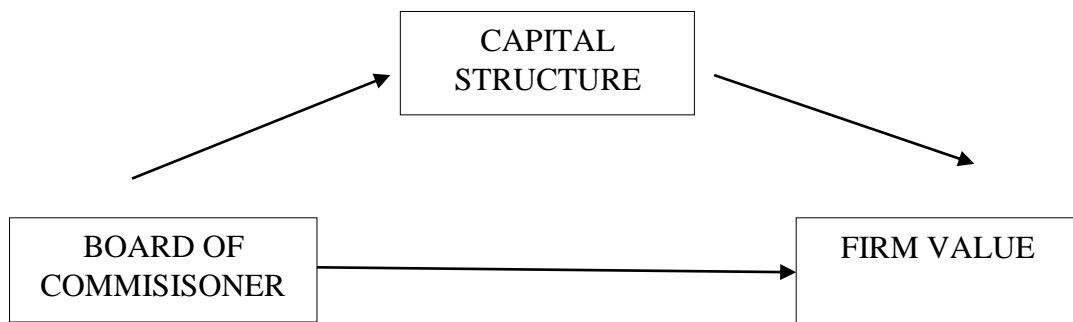 CAPITAL
STRUCTURE
BOARD OF
COMMISISONER
FIRM VALUE